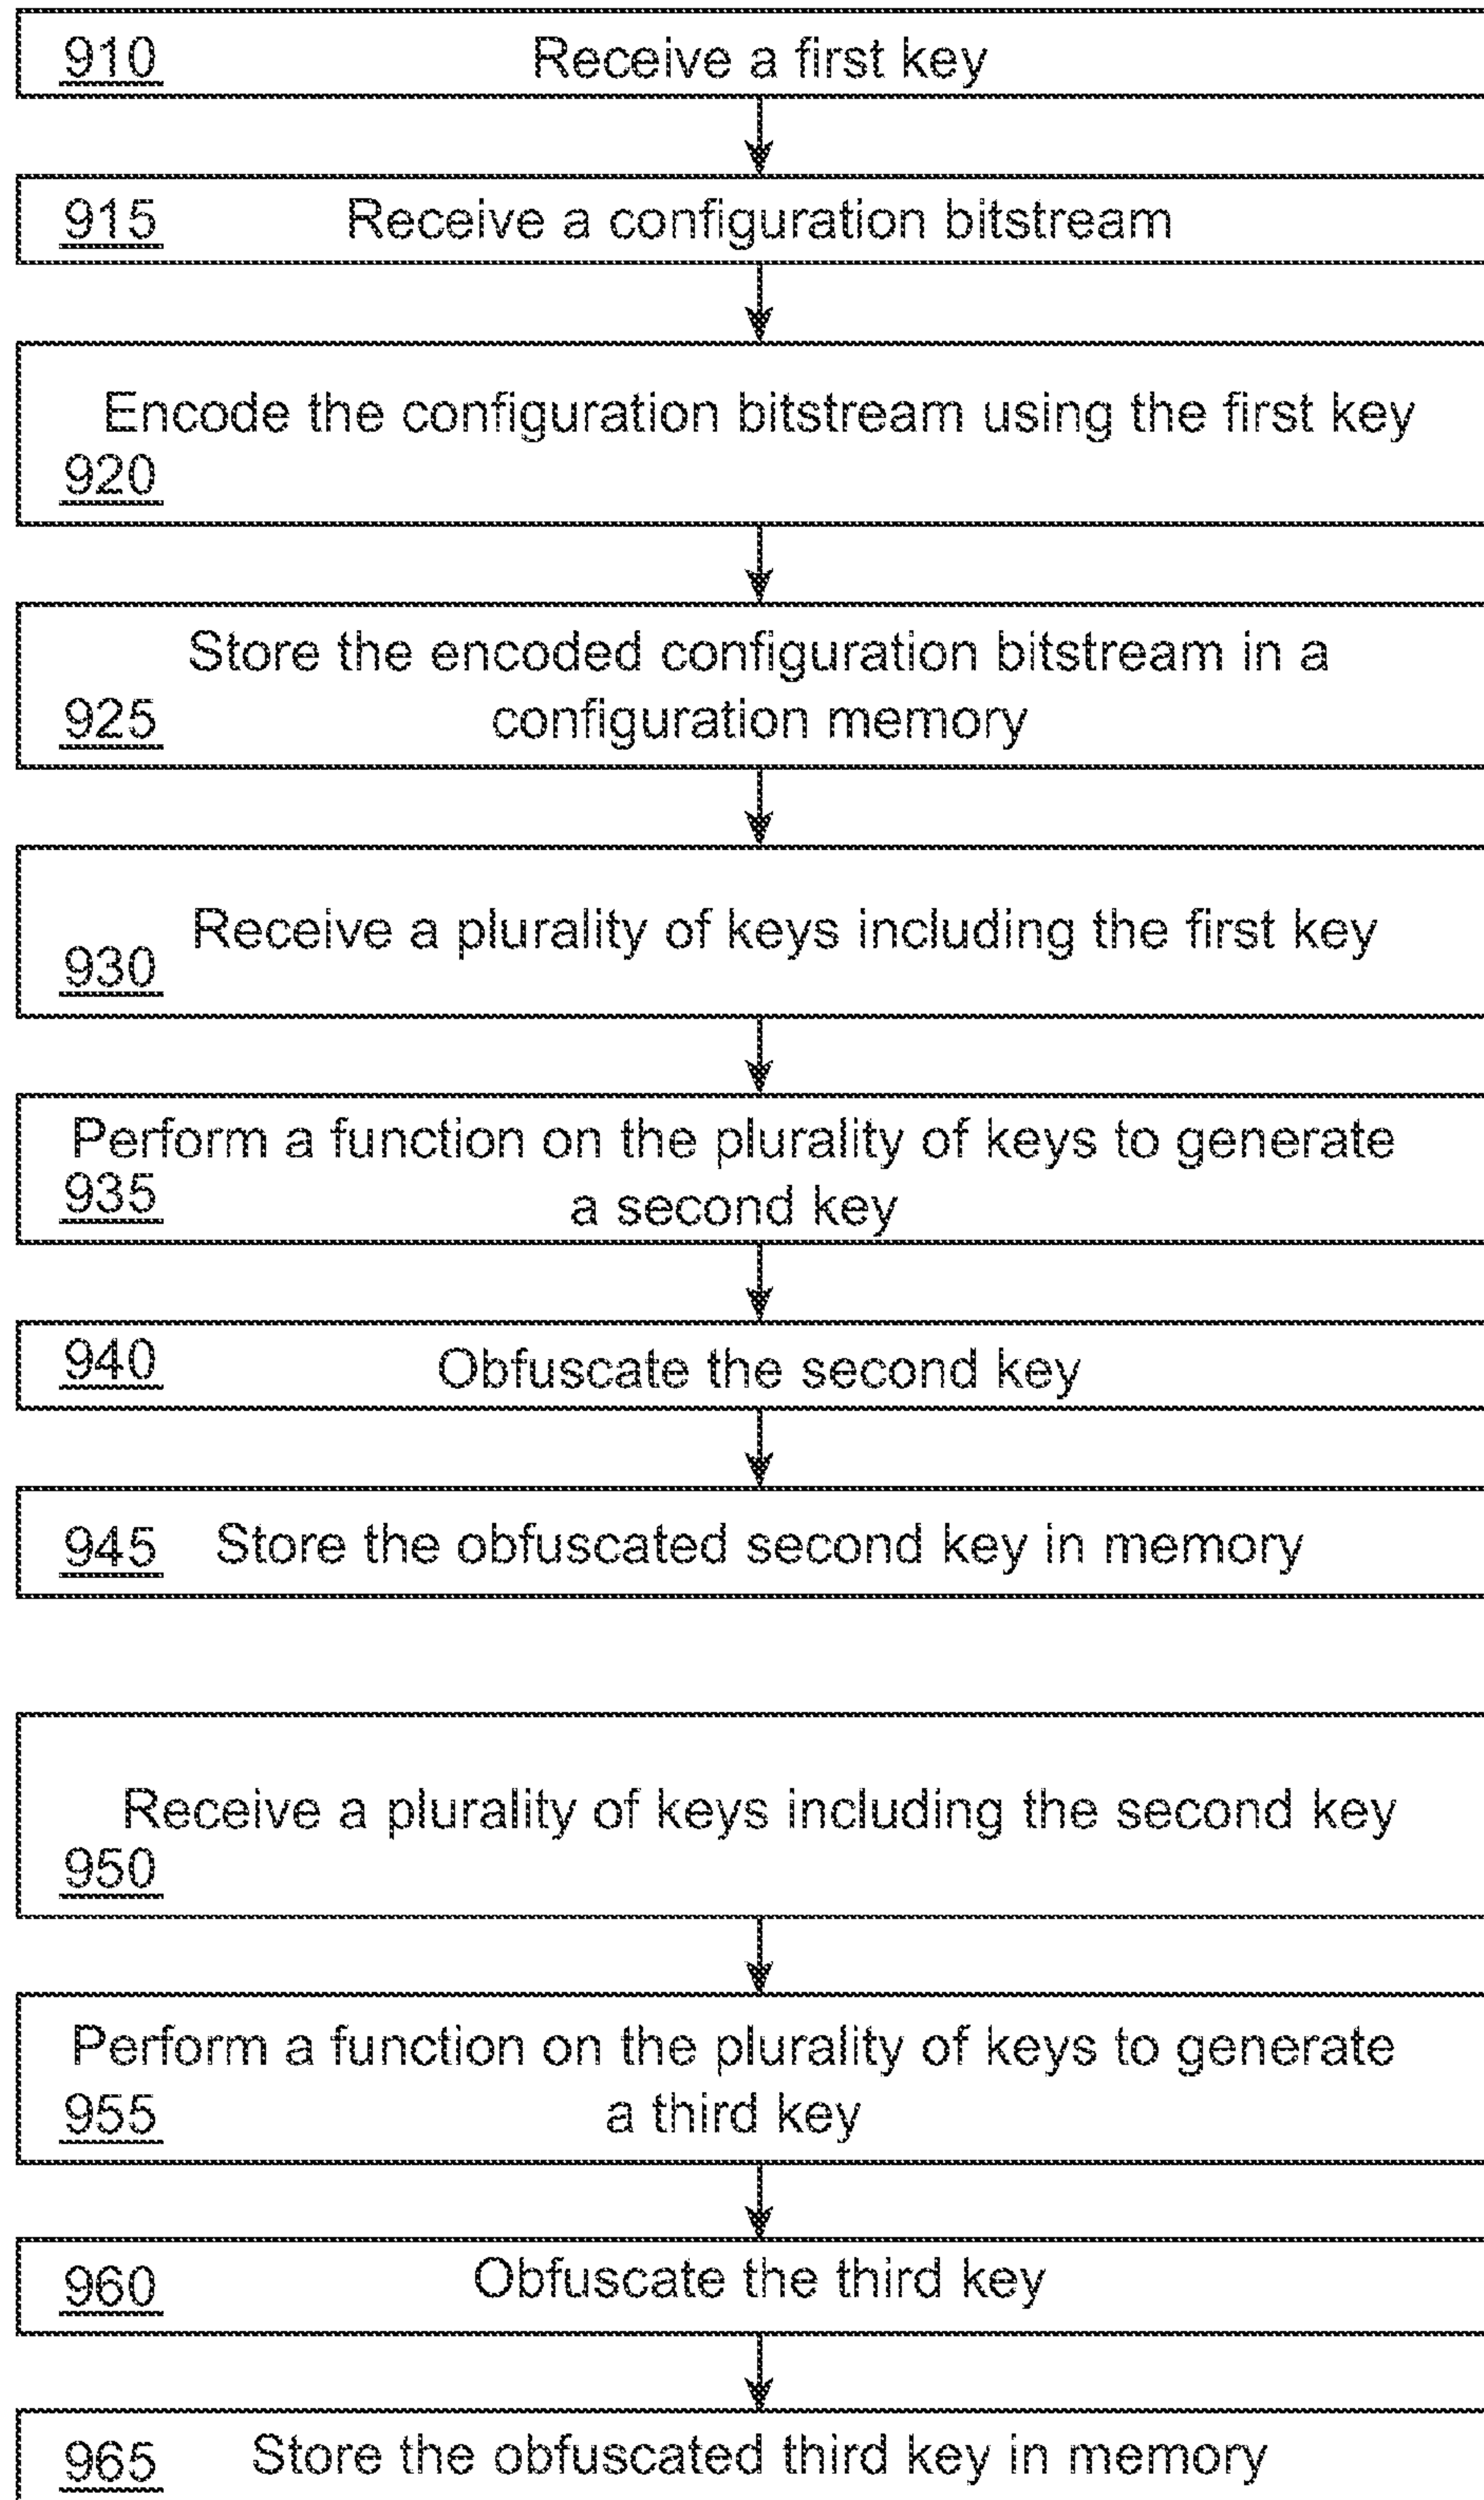 910 Receive a first key
915 Receive a configuration bitstream
Encode the configuration bitstream using the first key
920
Store the encoded configuration bitstream in a
925 configuration memory
Receive a plurality of keys including the first key
930
Perform a function on the plurality of keys to generate
935
a second key
940 Obfuscate the second key
945 Store the obfuscated second key in memory
Receive a plurality of keys including the second key
950
Perform a function on the plurality of keys to generate
955 a third key
960 Obfuscate the third key
965 Store the obfuscated third key in memory